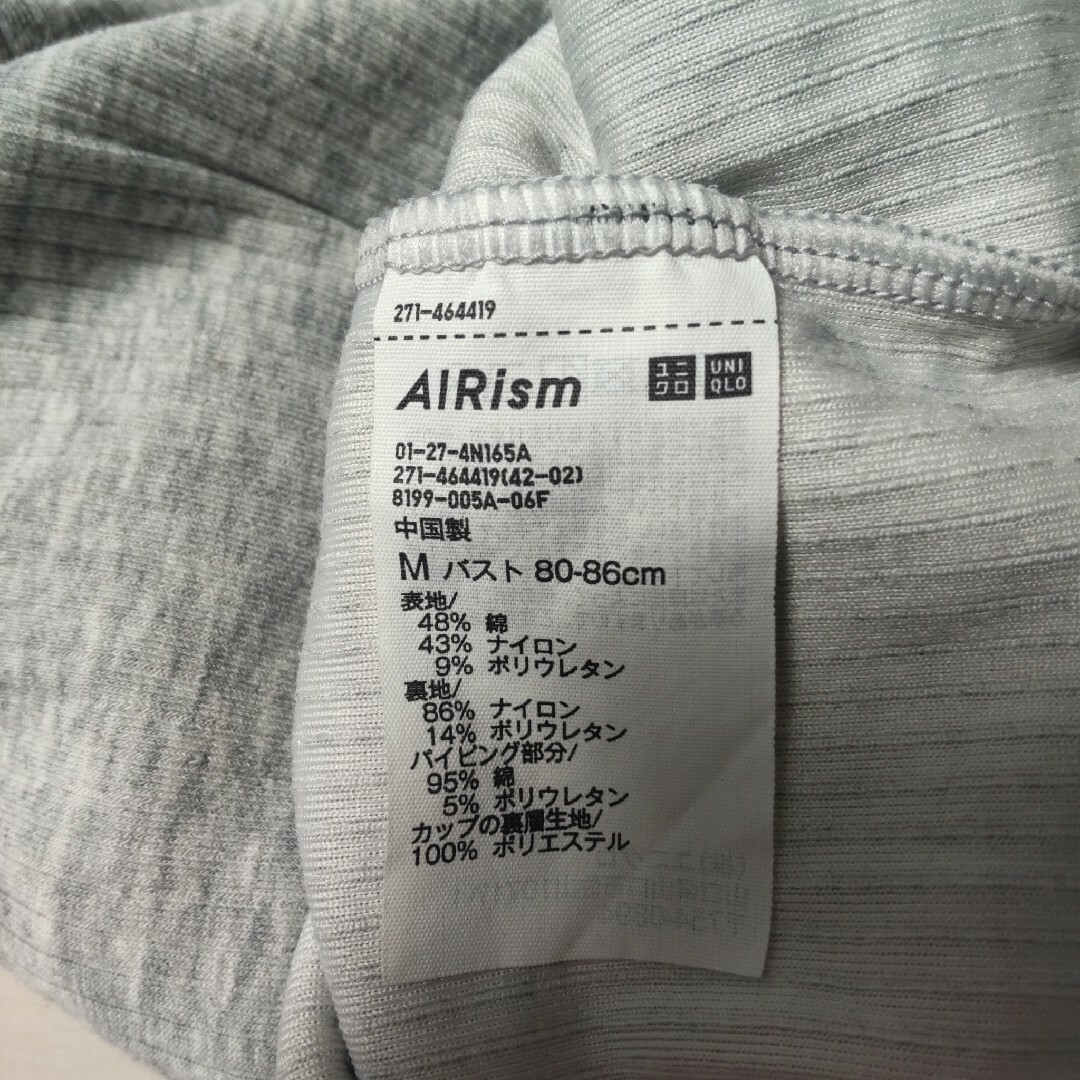 271-464419
AIRism ユニクロ UNIQLO
01-27-4N165A
271-464419(42-02)
8199-005A-06F
中国製
M バスト 80-86cm
表地/
48% 綿
43% ナイロン
9% ポリウレタン
裏地/
86% ナイロン
14% ポリウレタン
パイピング部分/
95% 綿
5% ポリウレタン
カップの裏層生地/
100% ポリエステル